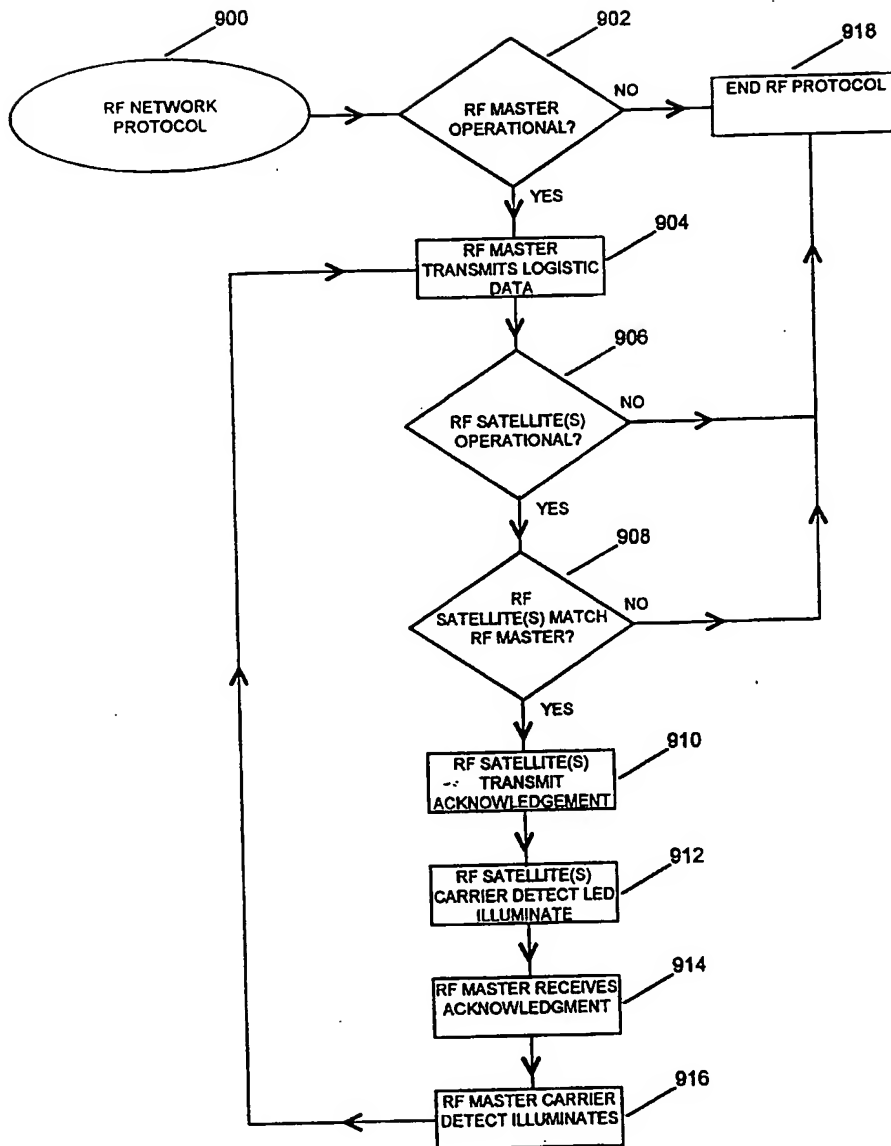 900
902
918
RF NETWORK
PROTOCOL
RF MASTER
OPERATIONAL?
NO
END RF PROTOCOL
YES
904
RF MASTER
TRANSMITS LOGISTIC
DATA
906
RF SATELLITE(S)
OPERATIONAL?
NO
YES
908
RF
SATELLITE(S) MATCH
RF MASTER?
NO
YES
910
RF SATELLITE(S)
TRANSMIT
ACKNOWLEDGEMENT
912
RF SATELLITE(S)
CARRIER DETECT LED
ILLUMINATE
914
RF MASTER RECEIVES
ACKNOWLEDGMENT
916
RF MASTER CARRIER
DETECT ILLUMINATES